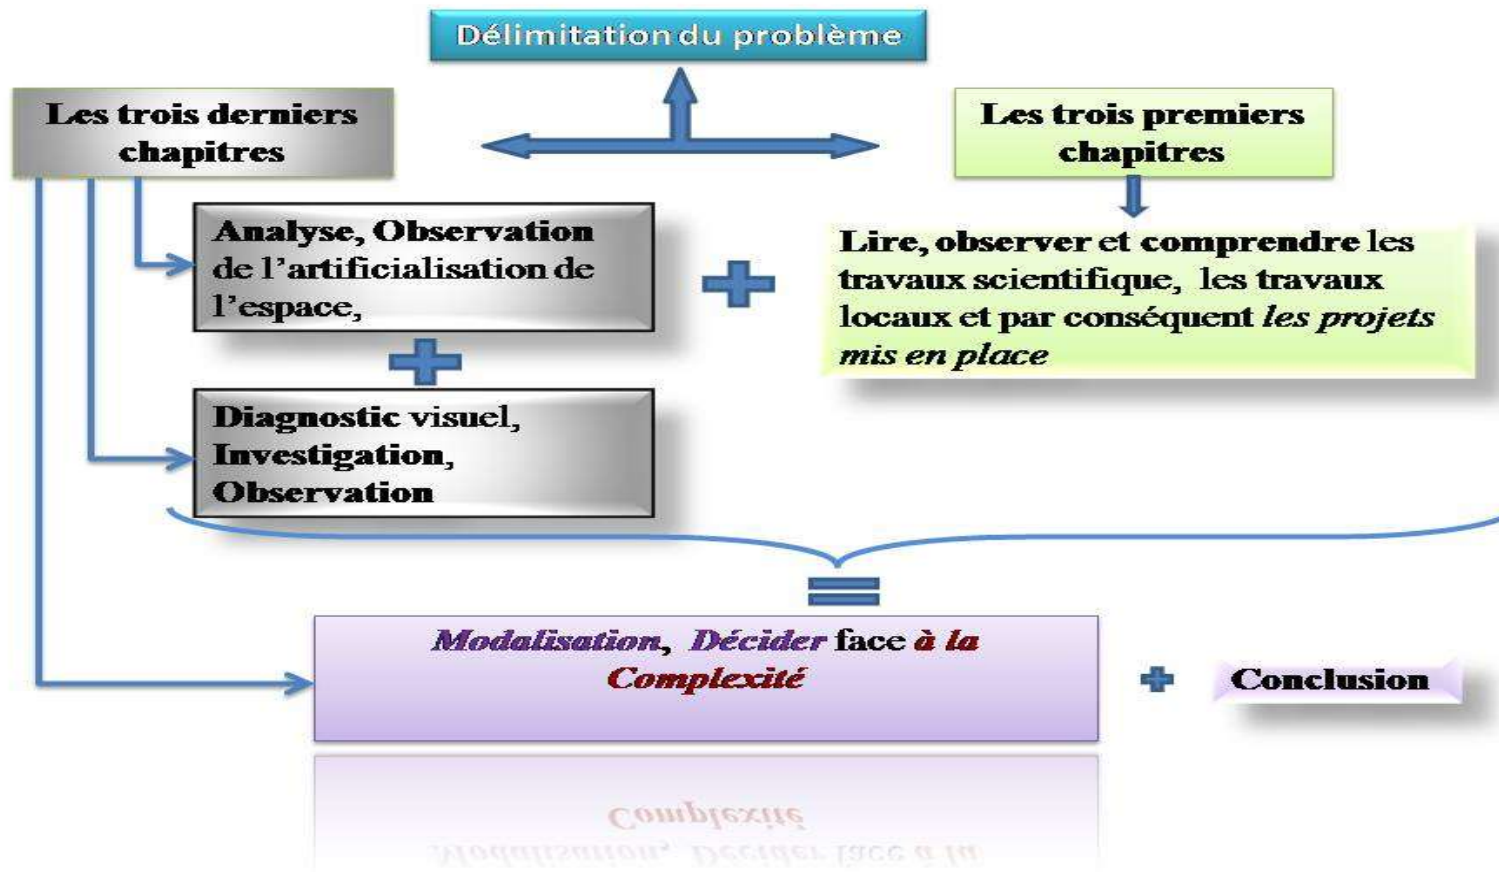 Délimitation du problème
Les trois derniers
chapitres
Les trois premiers
chapitres
Analyse, Observation
de l'artificialisation de
l'espace,
Lire, observer et comprendre les
travaux scientifique, les travaux
locaux et par conséquent les projets
mis en place
Diagnostic visuel,
Investigation,
Observation
Modalisation, Décider face à la
Complexité
Conclusion